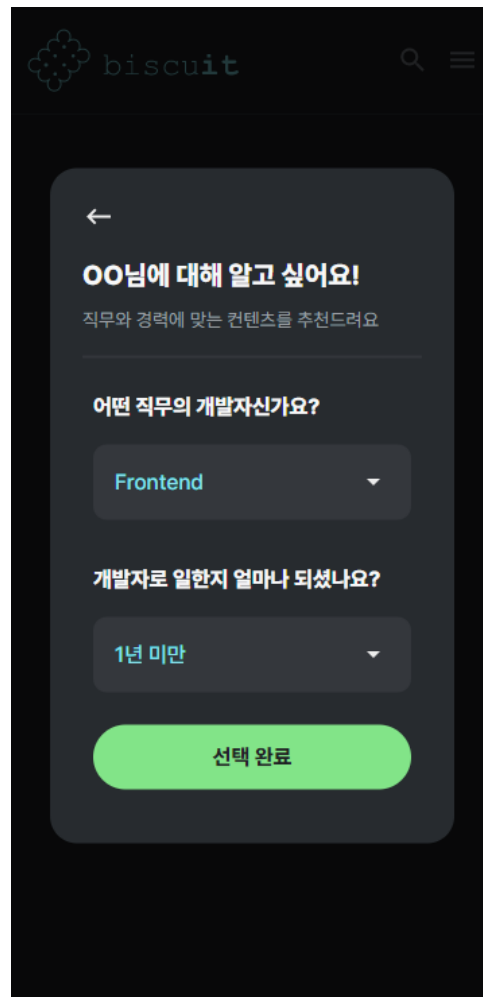 biscuit
OO님에 대해 알고 싶어요!
직무와 경력에 맞는 컨텐츠를 추천드려요
어떤 직무의 개발자신가요?
Frontend
개발자로 일한지 얼마나 되셨나요?
1년 미만
선택 완료